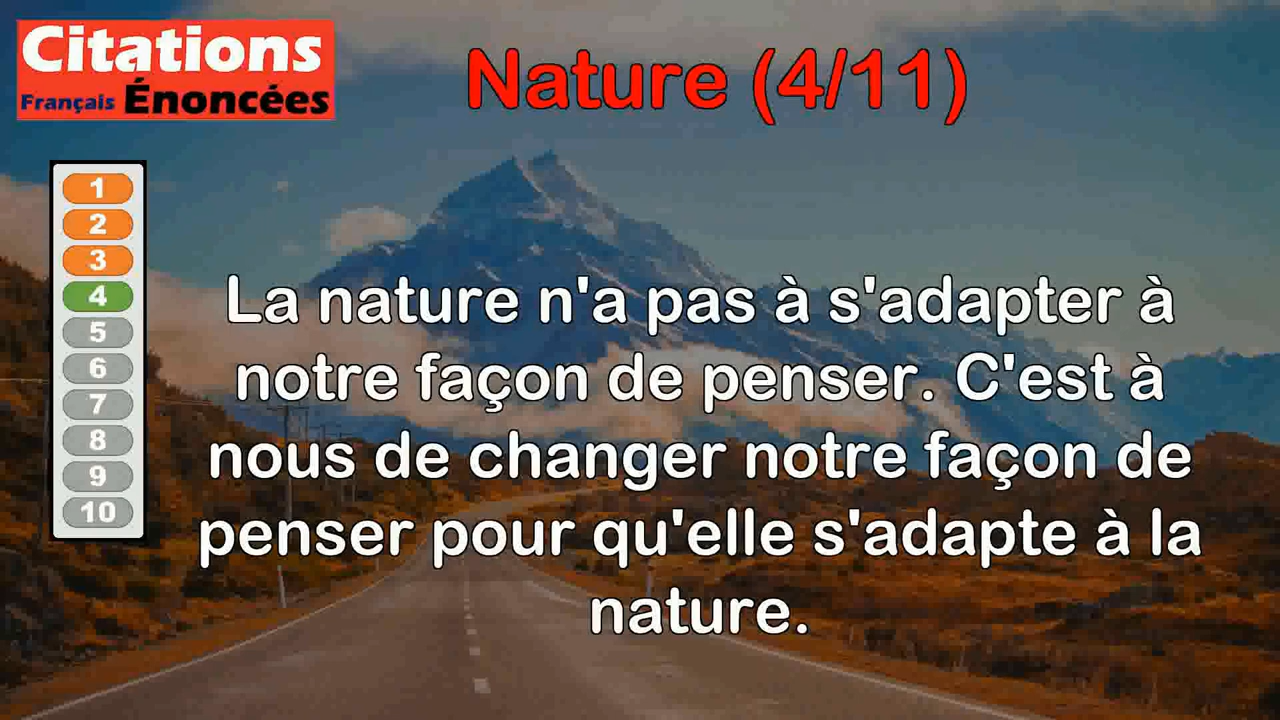 Citations
Français Énoncées
Nature (4/11)
1
2
3
4
5
6
7
8
9
10
La nature n'a pas à s'adapter à
notre façon de penser. C'est à
nous de changer notre façon de
penser pour qu'elle s'adapte à la
nature.